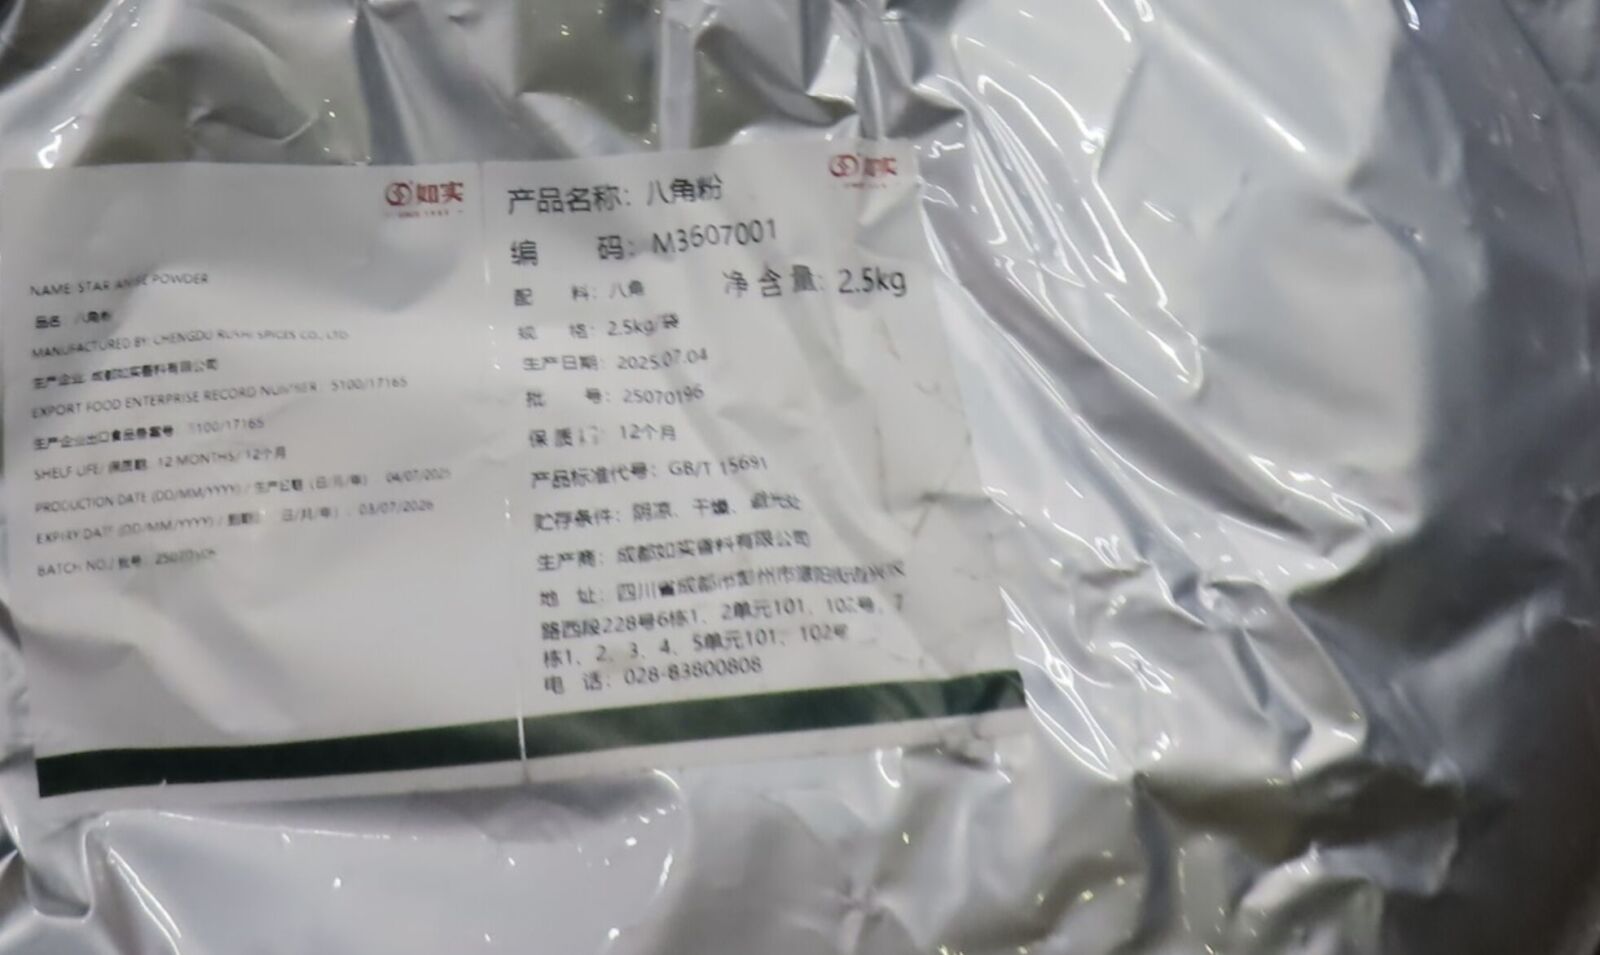 如实
NAME: STAR ANISE POWDER
品名: 八角粉
MANUFACTURED BY: CHENGDU RUSHI SPICES CO., LTD
生产企业: 成都如实香料有限公司
EXPORT FOOD ENTERPRISE RECORD NUMBER: 5100/17165
生产企业出口食品备案号: 5100/17165
SHELF LIFE/ 保质期: 12 MONTHS/ 12个月
PRODUCTION DATE (DD/MM/YYYY) / 生产日期 (日/月/年): 04/07/2025
EXPIRY DATE (DD/MM/YYYY) / 到期 日/月/年): 03/07/2026
BATCH NO./ 批号:
如实
产品名称: 八角粉
编 码: M3607001
配 料: 八角 净含量: 2.5kg
规 格: 2.5kg/袋
生产日期: 2025.07.04
批 号: 25070196
保质期: 12个月
产品标准代号: GB/T 15691
贮存条件: 阴凉、干燥、避光处
生产商: 成都如实香料有限公司
地 址: 四川省成都市彭州市濛阳街道
路西段228号6栋1、2单元101、102号、7
栋1、2、3、4、5单元101、102号
电 话: 028-83800808